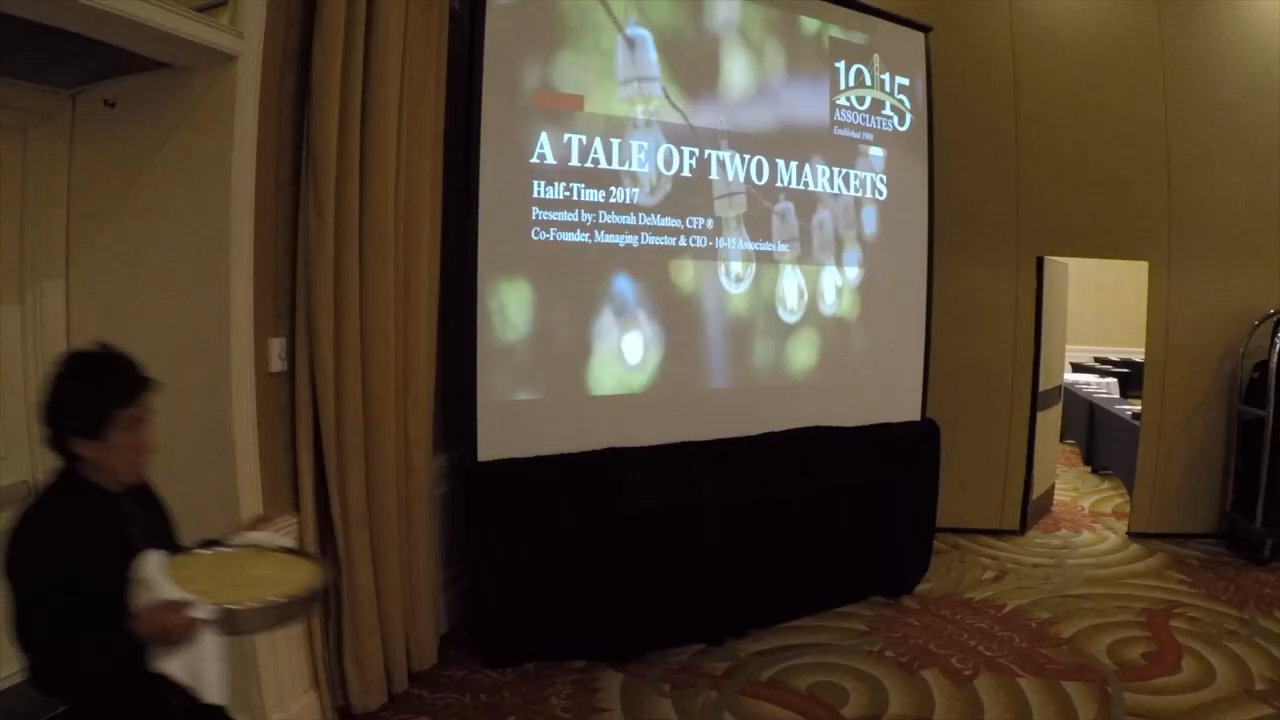 10-15
ASSOCIATES
Established 1986
A TALE OF TWO MARKETS
Half-Time 2017
Presented by: Deborah DeMatteo, CFP ®
Co-Founder, Managing Director & CIO - 10-15 Associates Inc.